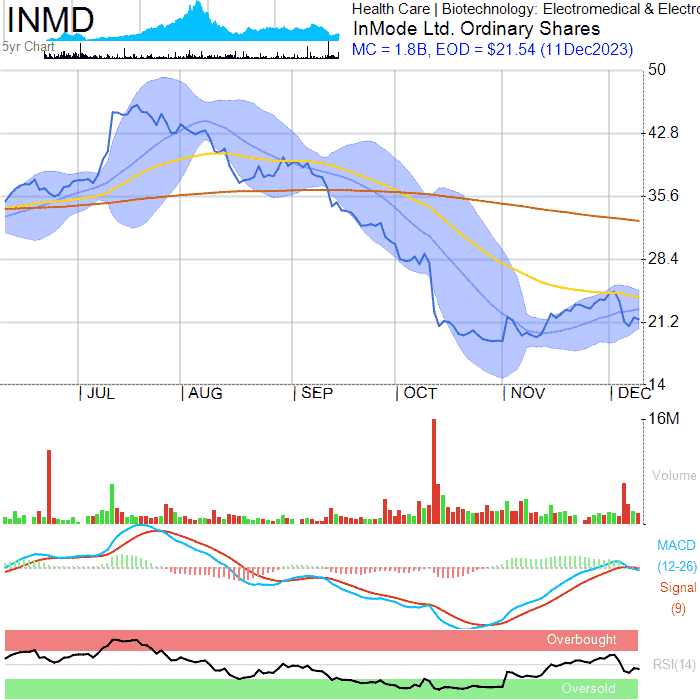 INMD
Health Care | Biotechnology: Electromedical & Electro
InMode Ltd. Ordinary Shares
MC = 1.8B, EOD = $21.54 (11Dec2023)
5yr Chart
50
42.8
35.6
28.4
21.2
14
JUL
AUG
SEP
OCT
NOV
DEC
16M
Volume
MACD
(12-26)
Signal
(9)
Overbought
RSI(14)
Oversold